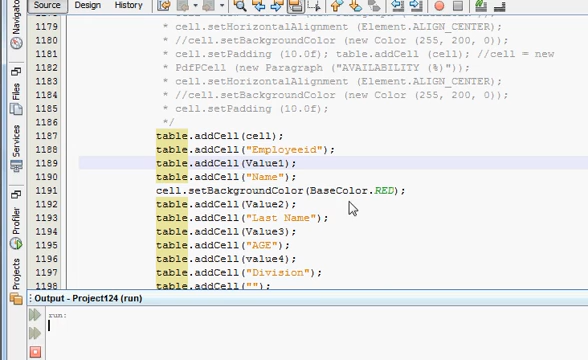 Source
Design
History
Navigator
Files
Services
Profiler
Projects
1179 * cell.setHorizontalAlignment (Element.ALIGN_CENTER);
1180 * //cell.setBackgroundColor (new Color (255, 200, 0));
1181 * cell.setPadding (10.0f); table.addCell (cell); //cell = new
1182 * PdfPCell (new Paragraph ("AVAILABILITY (%)"));
1183 * cell.setHorizontalAlignment (Element.ALIGN_CENTER);
1184 * //cell.setBackgroundColor (new Color (255, 200, 0));
1185 * cell.setPadding (10.0f);
1186 */
1187 table.addCell(cell);
1188 table.addCell("Employeeid");
1189 table.addCell(Value1);
1190 table.addCell("Name");
1191 cell.setBackgroundColor(BaseColor.RED);
1192 table.addCell(Value2);
1193 table.addCell("Last Name");
1194 table.addCell(Value3);
1195 table.addCell("AGE");
1196 table.addCell(value4);
1197 table.addCell("Division");
1198 table.addCell("");
Output - Project124 (run)
run: